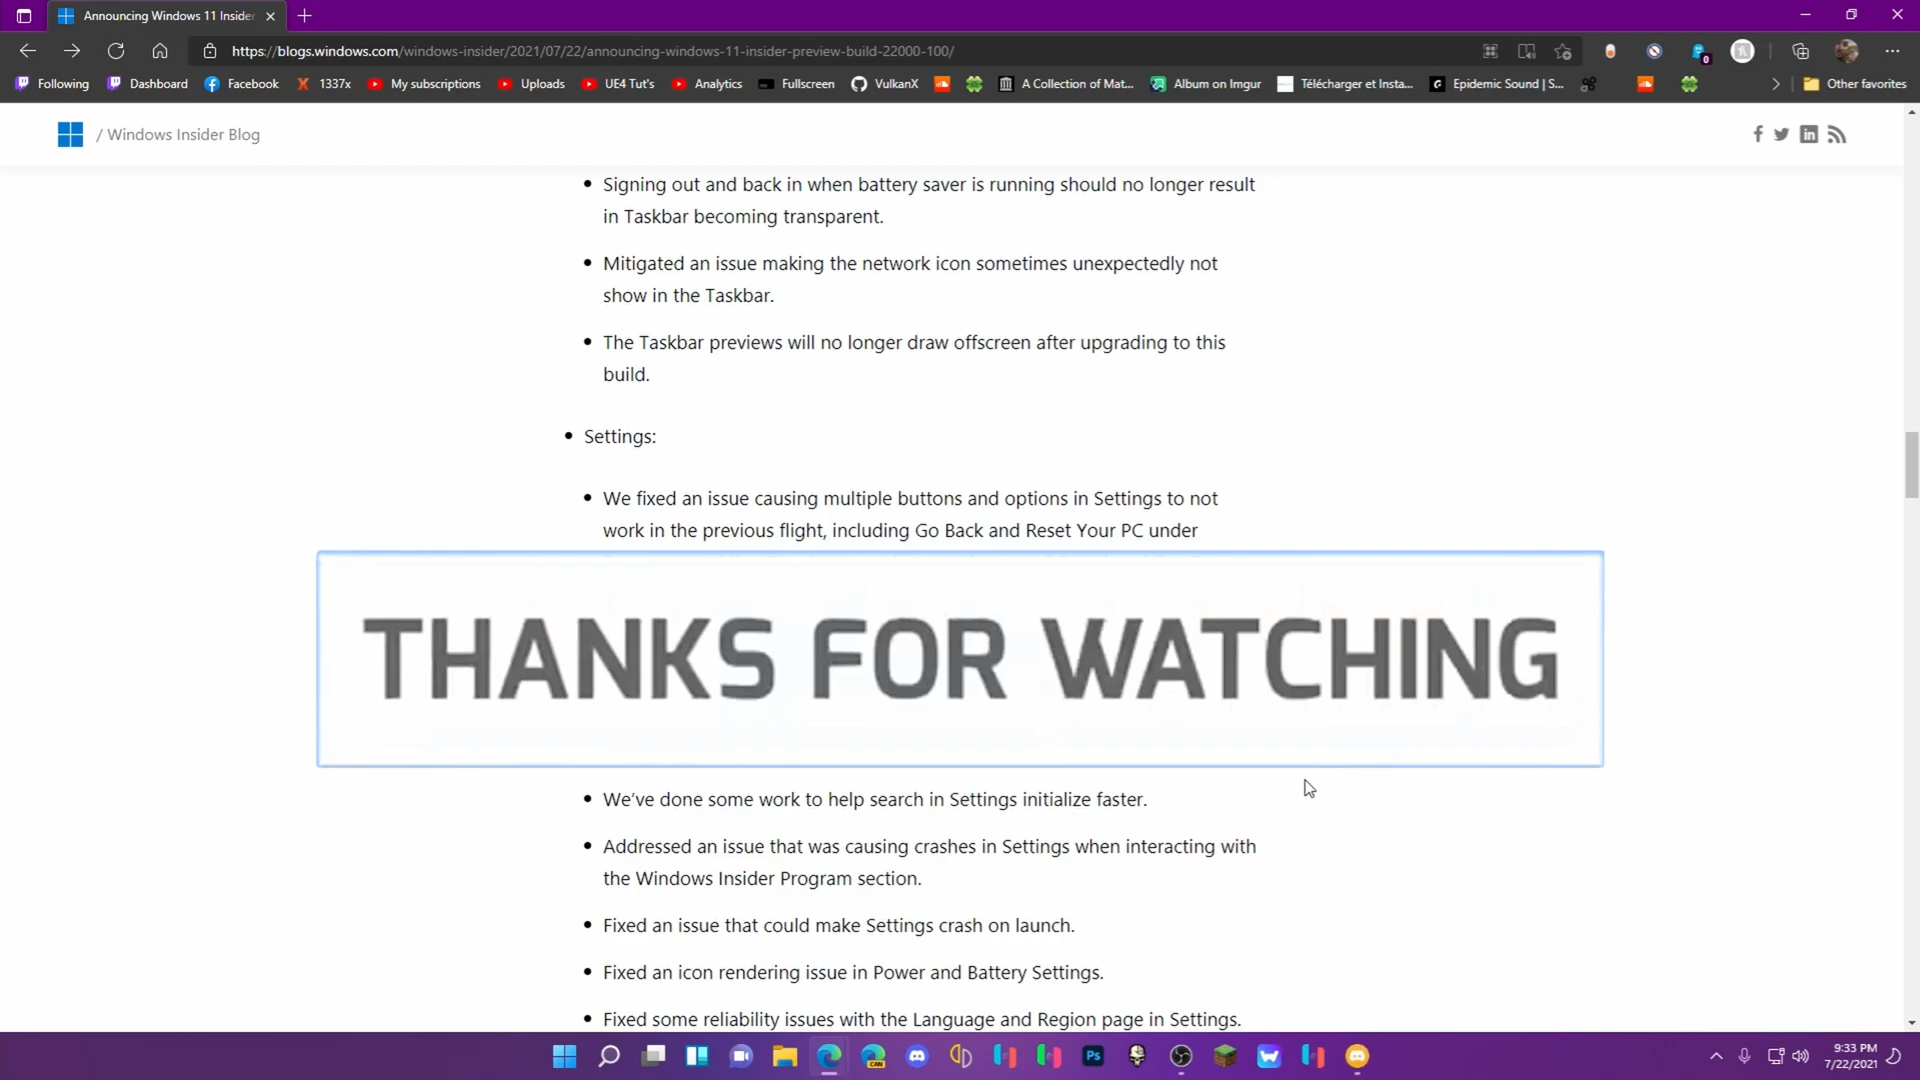 Announcing Windows 11 Insider
https://blogs.windows.com/windows-insider/2021/07/22/announcing-windows-11-insider-preview-build-22000-100/
0
Following
Dashboard
Facebook
1337x
My subscriptions
Uploads
UE4 Tut's
Analytics
Fullscreen
VulkanX
A Collection of Mat...
Album on Imgur
Télécharger et Insta...
Epidemic Sound | S...
Other favorites
/ Windows Insider Blog
Signing out and back in when battery saver is running should no longer result
in Taskbar becoming transparent.
Mitigated an issue making the network icon sometimes unexpectedly not
show in the Taskbar.
The Taskbar previews will no longer draw offscreen after upgrading to this
build.
Settings:
We fixed an issue causing multiple buttons and options in Settings to not
work in the previous flight, including Go Back and Reset Your PC under
THANKS FOR WATCHING
We’ve done some work to help search in Settings initialize faster.
Addressed an issue that was causing crashes in Settings when interacting with
the Windows Insider Program section.
Fixed an issue that could make Settings crash on launch.
Fixed an icon rendering issue in Power and Battery Settings.
Fixed some reliability issues with the Language and Region page in Settings.
CAN
Ps
9:33 PM
7/22/2021